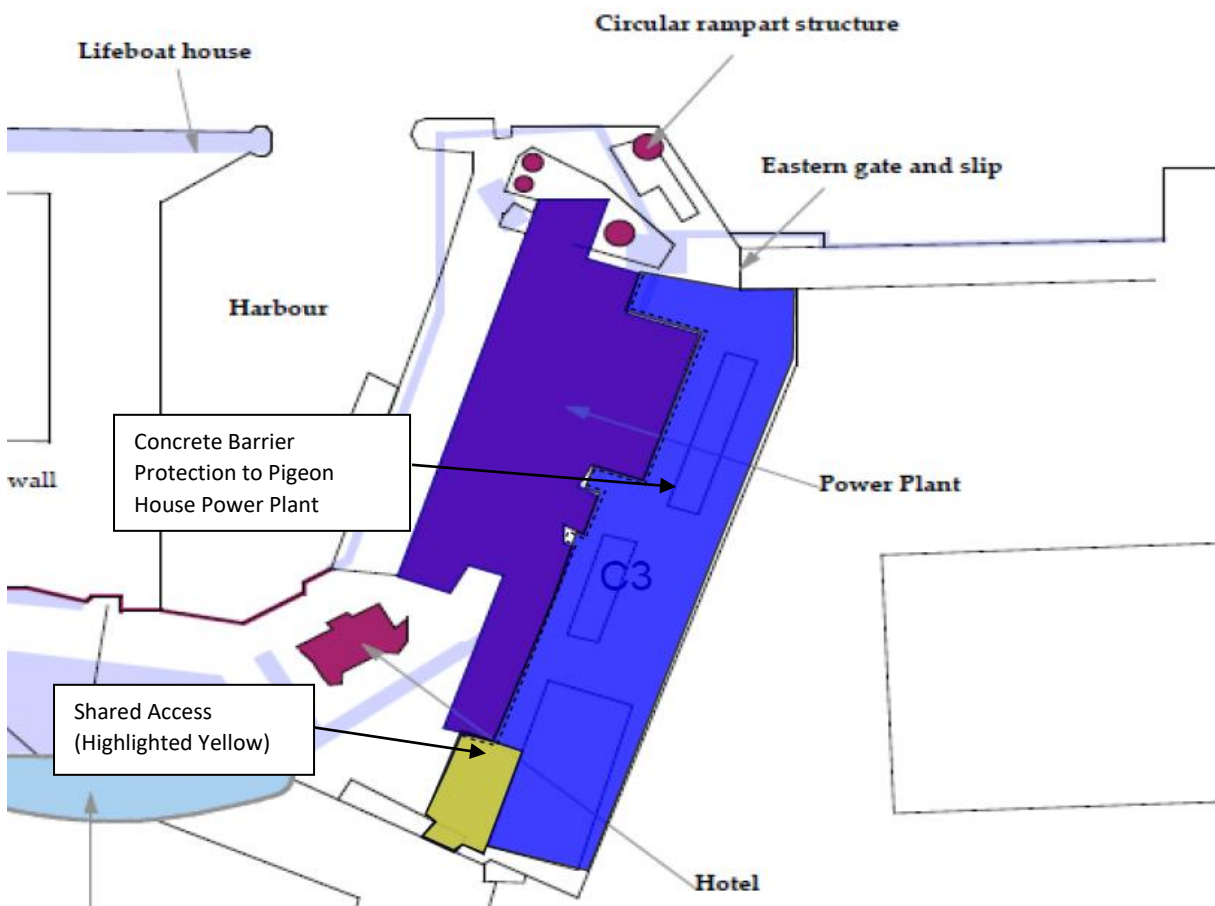 Circular rampart structure
Lifeboat house
Eastern gate and slip
Harbour
Concrete Barrier
Protection to Pigeon
House Power Plant
wall
Power Plant
C3
Shared Access
(Highlighted Yellow)
Hotel